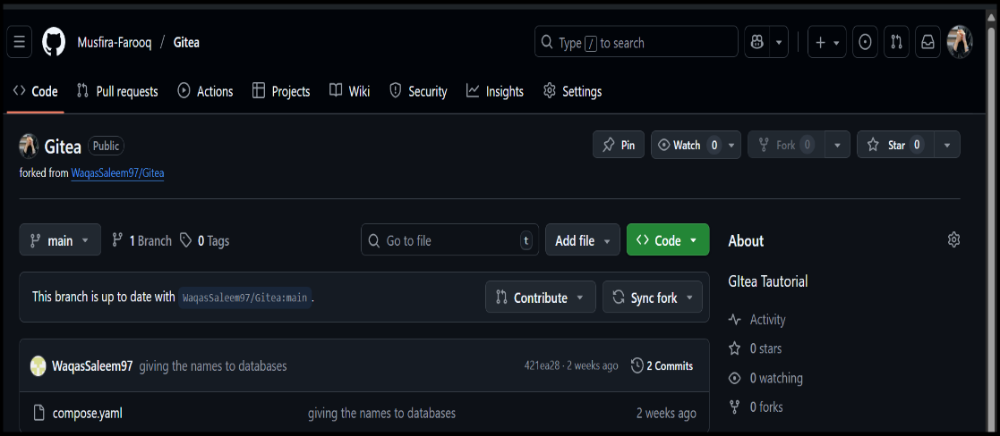 Musfira-Farooq / Gitea Type / to search
Code Pull requests Actions Projects Wiki Security Insights Settings
Gitea Public Pin Watch 0 Fork 0 Star 0
forked from WaqasSaleem97/Gitea
main 1 Branch 0 Tags Go to file t Add file Code About
This branch is up to date with WaqasSaleem97/Gitea:main. Contribute Sync fork
GItea Tautorial
Activity
0 stars
0 watching
0 forks
WaqasSaleem97 giving the names to databases 421ea28 · 2 weeks ago 2 Commits
compose.yaml giving the names to databases 2 weeks ago